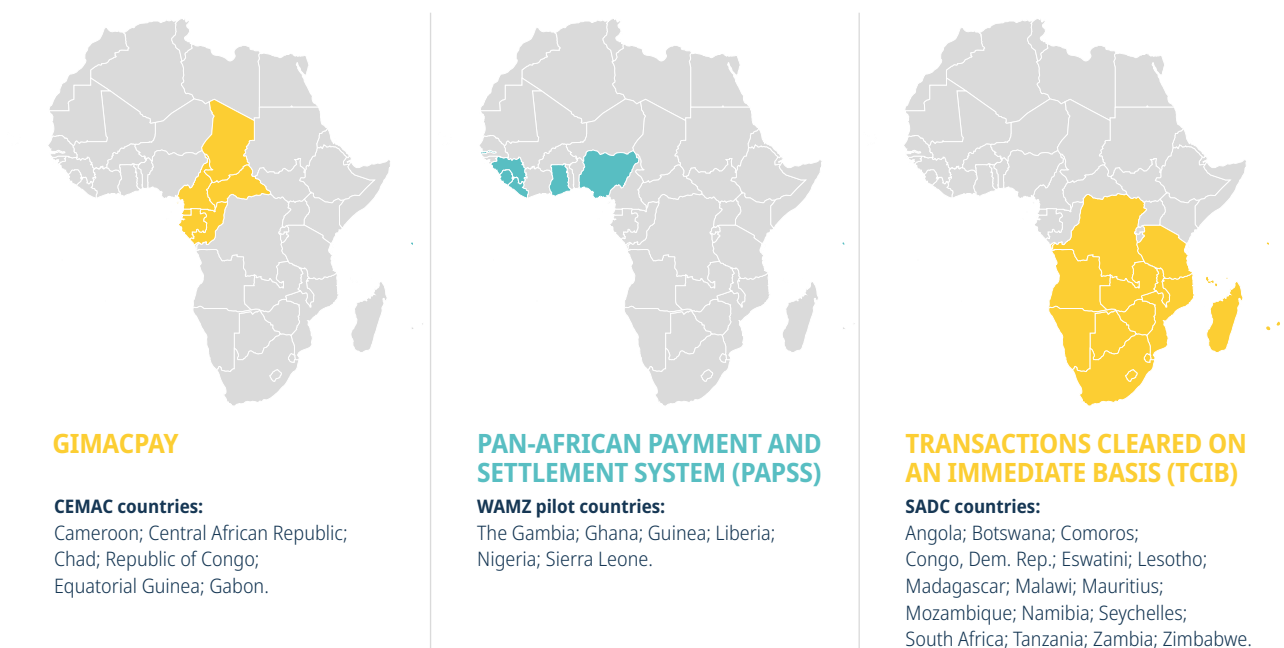 GIMACPAY
CEMAC countries:
Cameroon; Central African Republic;
Chad; Republic of Congo;
Equatorial Guinea; Gabon.
PAN-AFRICAN PAYMENT AND
SETTLEMENT SYSTEM (PAPSS)
WAMZ pilot countries:
The Gambia; Ghana; Guinea; Liberia;
Nigeria; Sierra Leone.
TRANSACTIONS CLEARED ON
AN IMMEDIATE BASIS (TCIB)
SADC countries:
Angola; Botswana; Comoros;
Congo, Dem. Rep.; Eswatini; Lesotho;
Madagascar; Malawi; Mauritius;
Mozambique; Namibia; Seychelles;
South Africa; Tanzania; Zambia; Zimbabwe.